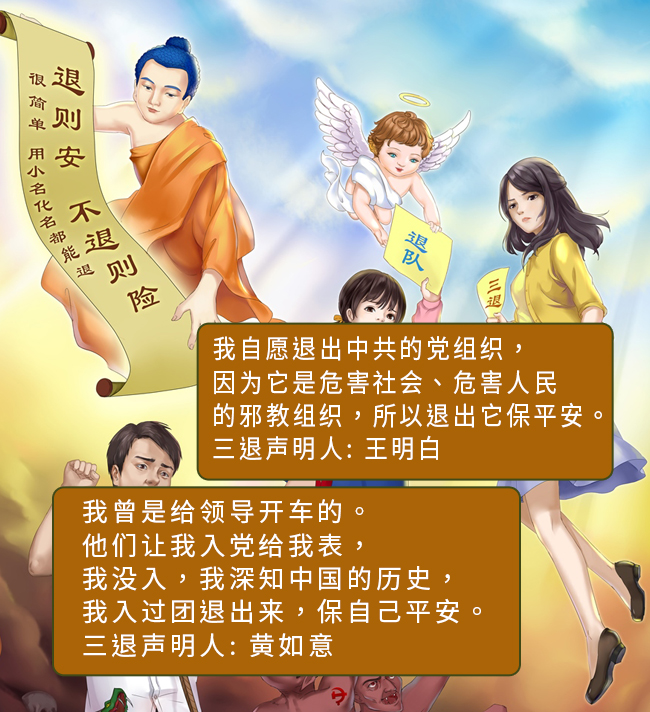 退则安 不退则险
很简单 用小名化名都能退
退队
三退
我自愿退出中共的党组织，
因为它是危害社会、危害人民
的邪教组织，所以退出它保平安。
三退声明人: 王明白
我曾是给领导开车的。
他们让我入党给我表，
我没入，我深知中国的历史，
我入过团退出来，保自己平安。
三退声明人: 黄如意